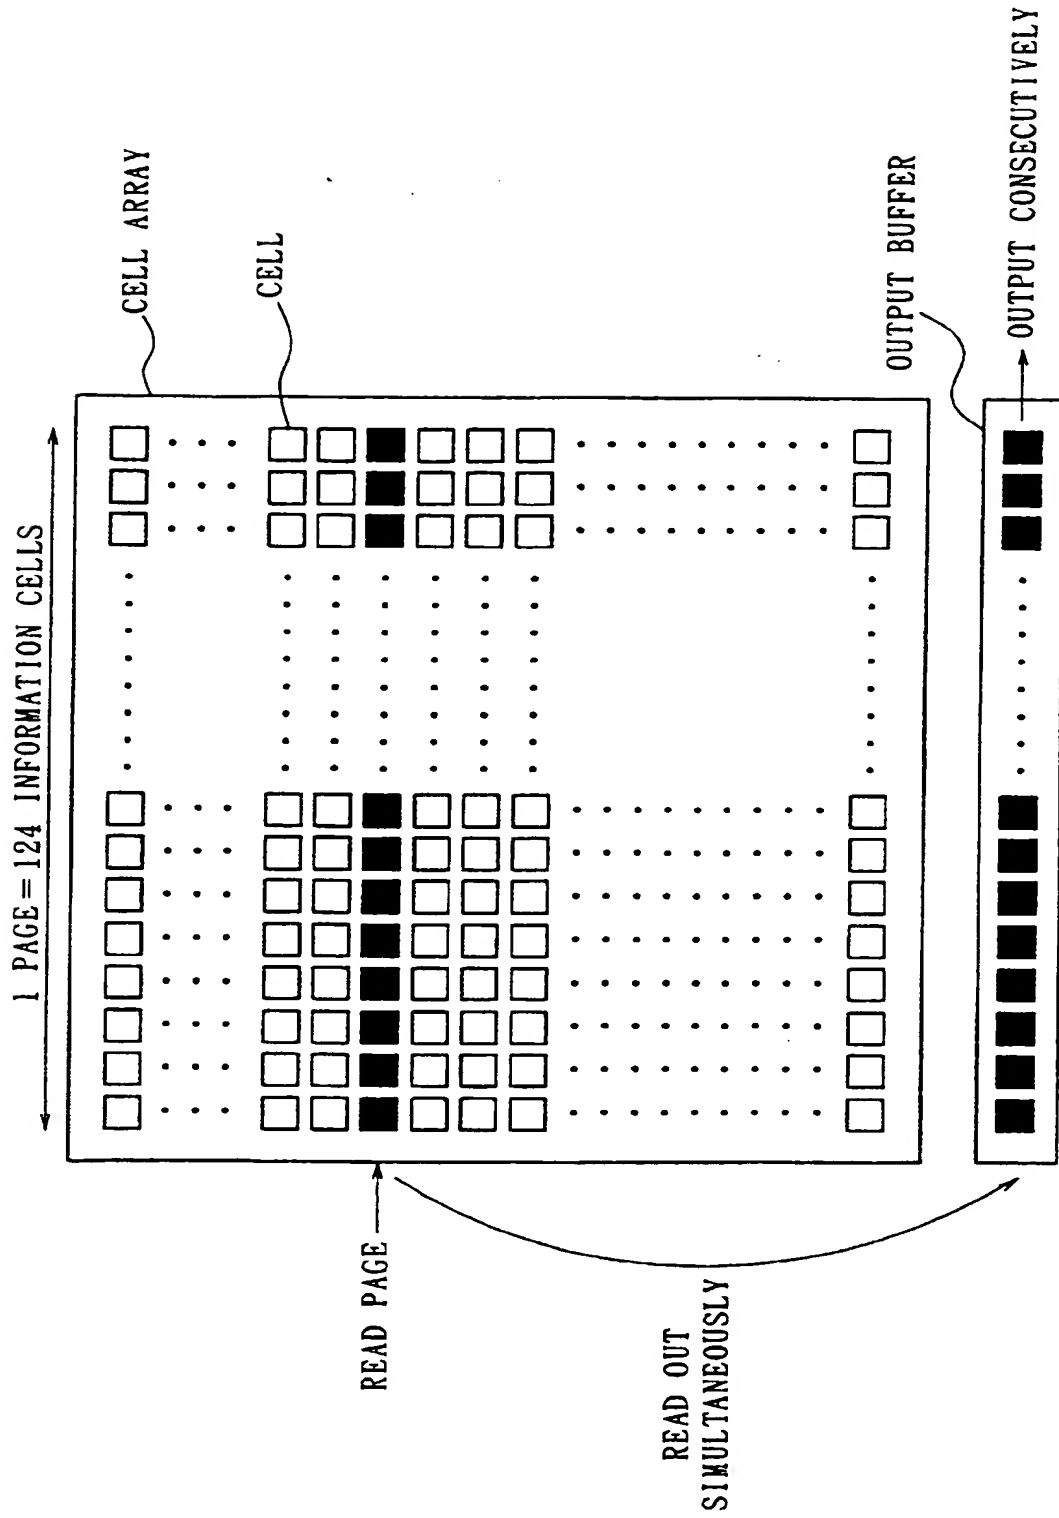 1 PAGE = 124 INFORMATION CELLS
CELL ARRAY
CELL
READ PAGE
READ OUT
SIMULTANEOUSLY
OUTPUT BUFFER
OUTPUT CONSECUTIVELY